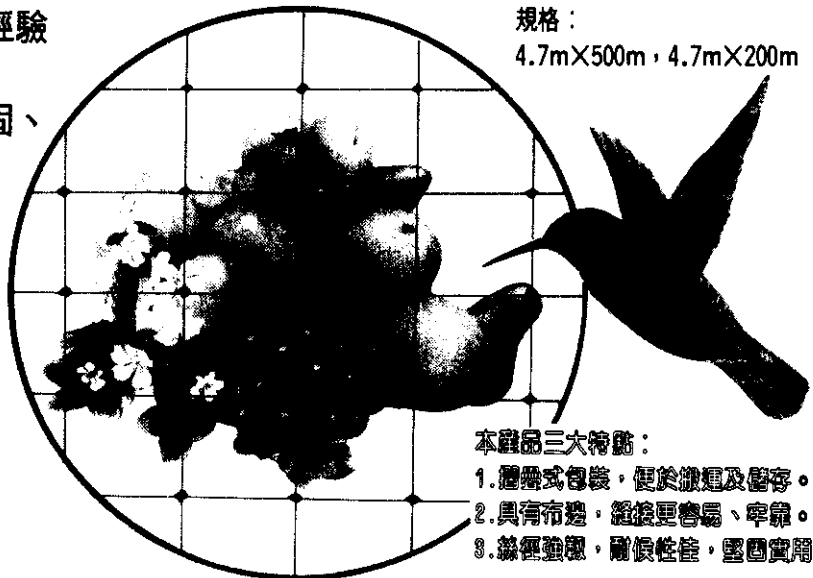 經驗
固、
規格：
4.7m×500m，4.7m×200m
本產品三大特點：
1.摺疊式包裝，便於搬運及儲存。
2.具有布邊，縫接更容易、牢靠。
3.絲徑強韌，耐候性佳，堅固實用